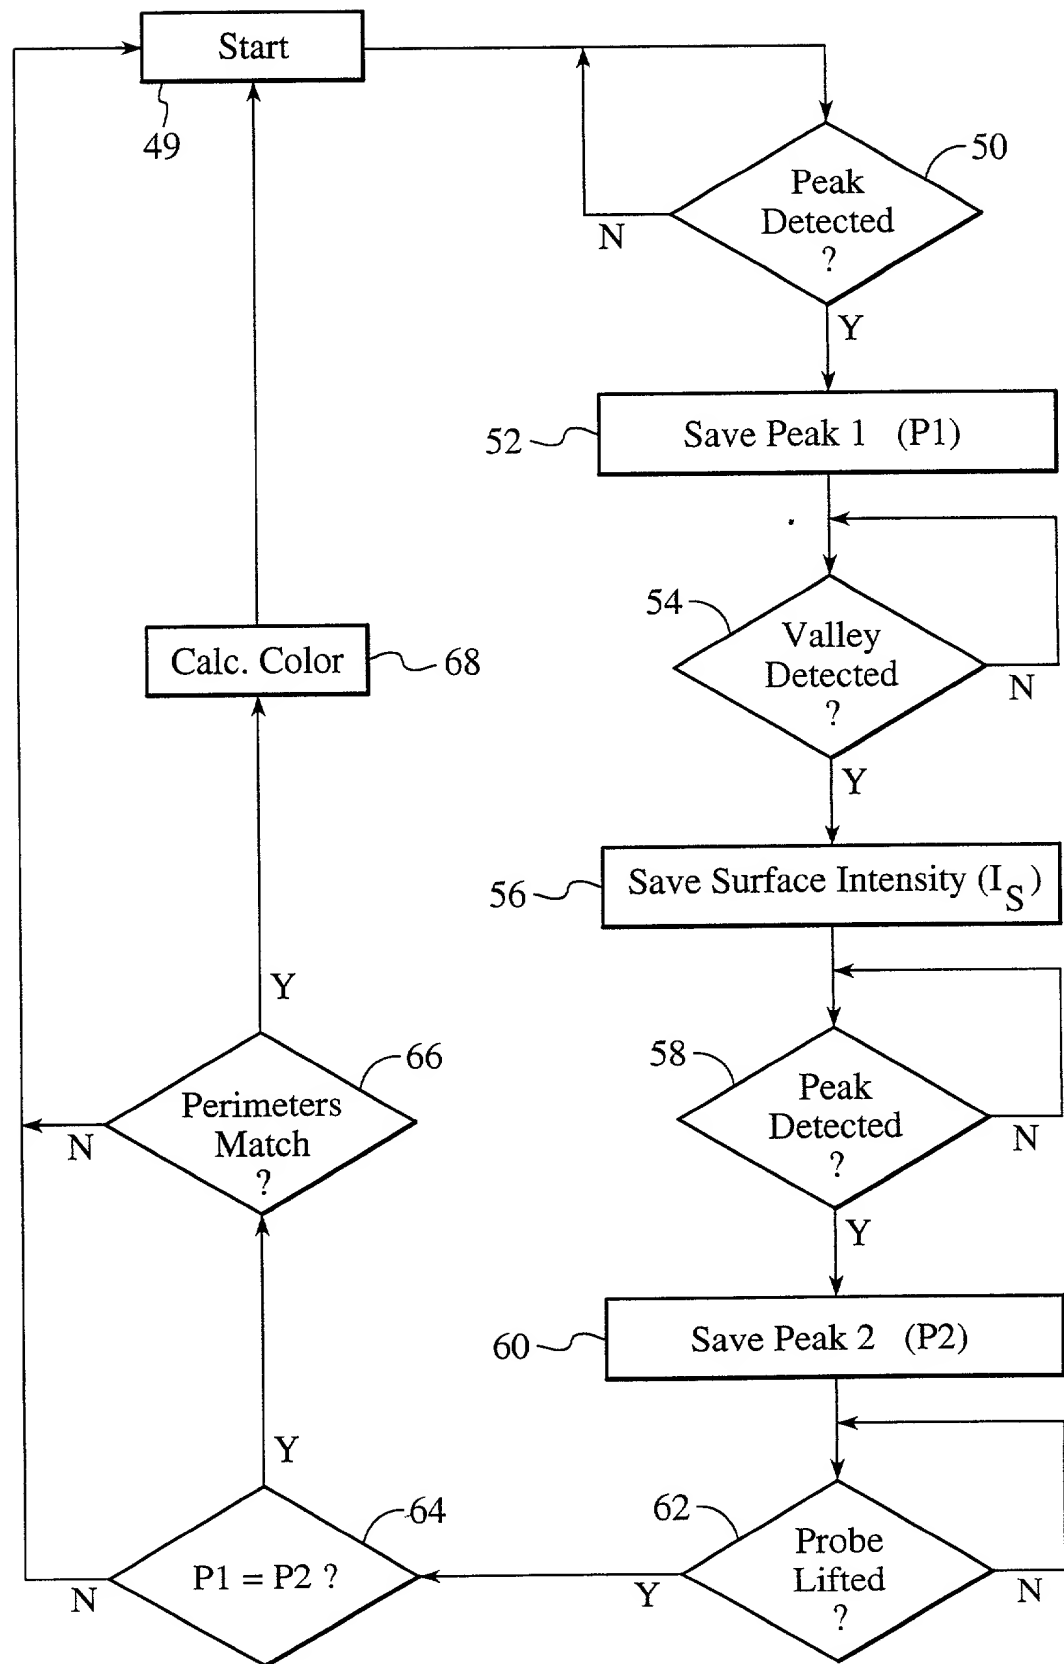 Start
49
Peak
Detected
?
50
N
Y
52
Save Peak 1 (P1)
54
Valley
Detected
?
N
Y
56
Save Surface Intensity (I_S)
58
Peak
Detected
?
N
Y
60
Save Peak 2 (P2)
62
Probe
Lifted
?
N
Y
64
P1 = P2 ?
N
Y
66
Perimeters
Match
?
N
Y
Calc. Color
68